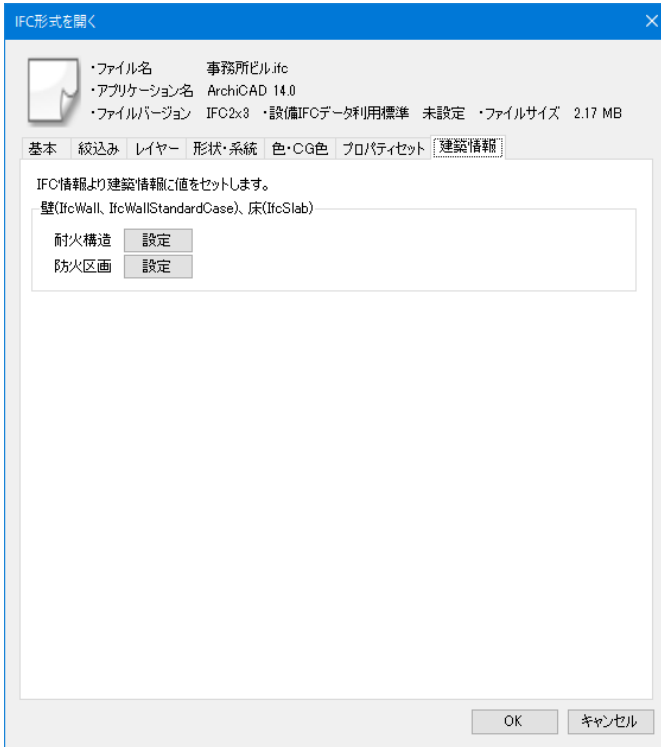 IFC形式を開く
・ファイル名 事務所ビル.ifc
・アプリケーション名 ArchiCAD 14.0
・ファイルバージョン IFC2x3 ・設備IFCデータ利用標準 未設定 ・ファイルサイズ 2.17 MB
基本 絞込み レイヤー 形状・系統 色・CG色 プロパティセット 建築情報
IFC情報より建築情報に値をセットします。
壁(IfcWall、IfcWallStandardCase)、床(IfcSlab)
耐火構造 設定
防火区画 設定
OK キャンセル